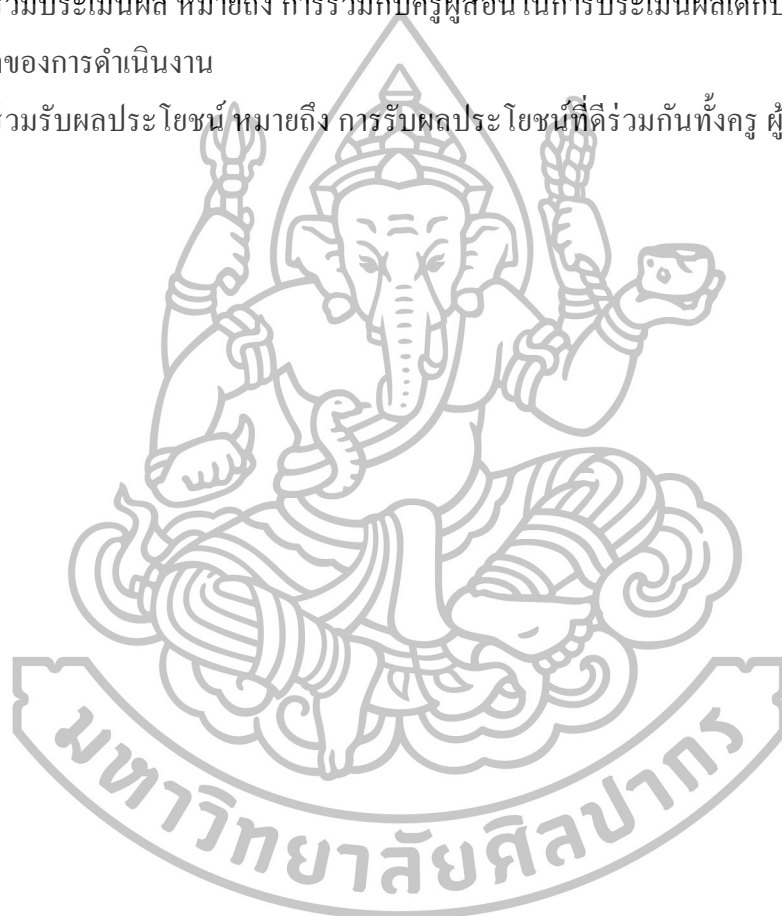 ร่วมประเมินผล หมายถึง การร่วมกับครูผู้สอนในการประเมินผลเด็กป
ของการดำเนินงาน
ร่วมรับผลประโยชน์ หมายถึง การรับผลประโยชน์ที่ดีร่วมกันทั้งครู ผู้
มหาวิทยาลัยศิลปากร